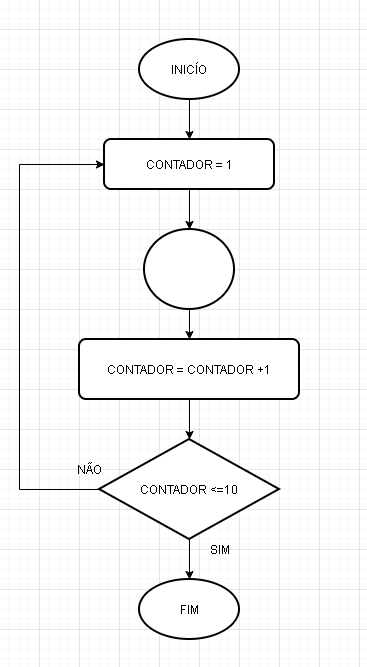 INICÍO
CONTADOR = 1
CONTADOR = CONTADOR +1
NÃO
CONTADOR <=10
SIM
FIM